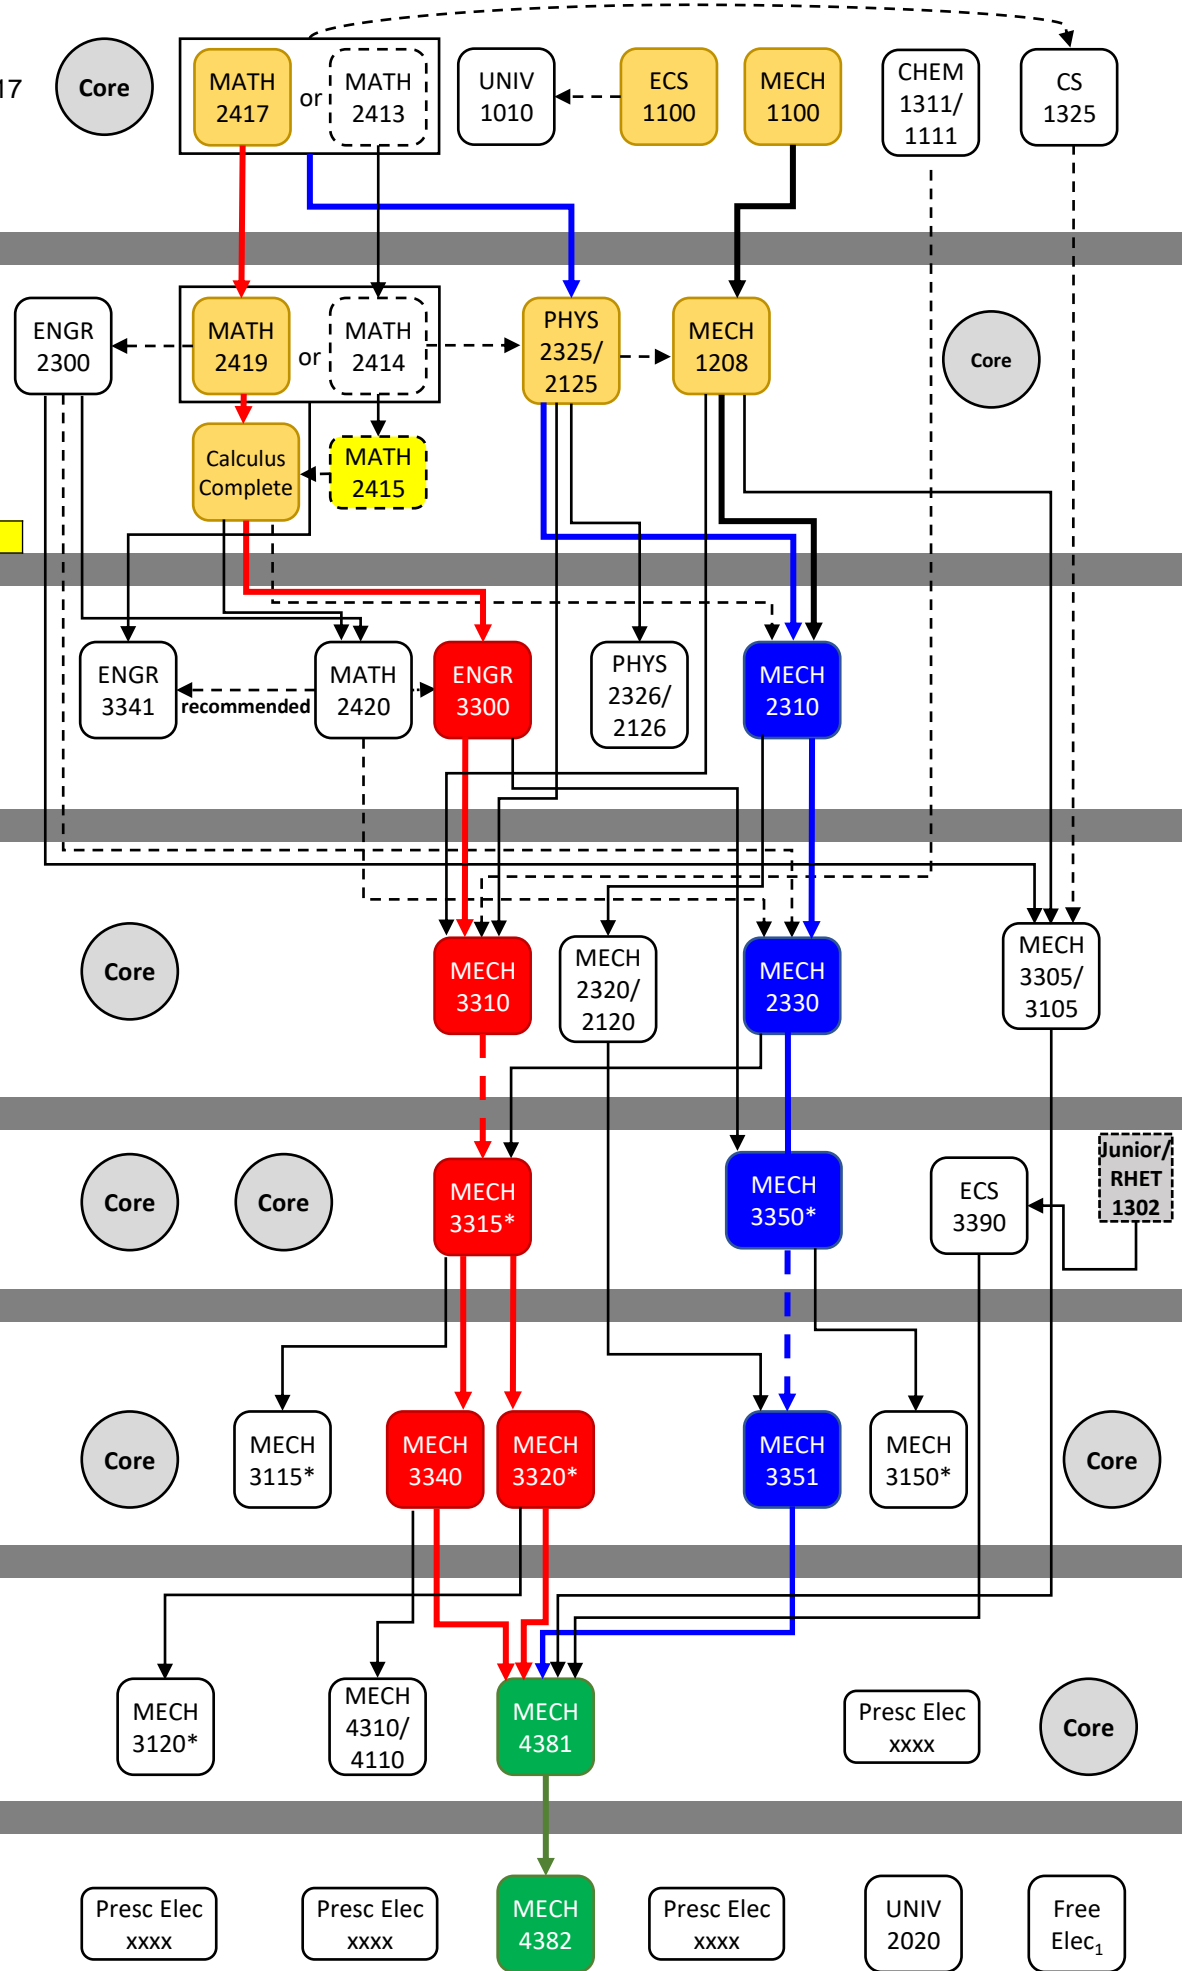 17
Core
MATH
2417
or
MATH
2413
UNIV
1010
ECS
1100
MECH
1100
CHEM
1311/
1111
CS
1325
ENGR
2300
MATH
2419
or
MATH
2414
PHYS
2325/
2125
MECH
1208
Core
Calculus
Complete
MATH
2415
ENGR
3341
recommended
MATH
2420
ENGR
3300
PHYS
2326/
2126
MECH
2310
Core
MECH
3310
MECH
2320/
2120
MECH
2330
MECH
3305/
3105
Core
Core
MECH
3315*
MECH
3350*
ECS
3390
Junior/
RHET
1302
Core
MECH
3115*
MECH
3340
MECH
3320*
MECH
3351
MECH
3150*
Core
MECH
3120*
MECH
4310/
4110
MECH
4381
Presc Elec
xxxx
Core
Presc Elec
xxxx
Presc Elec
xxxx
MECH
4382
Presc Elec
xxxx
UNIV
2020
Free
Elec₁